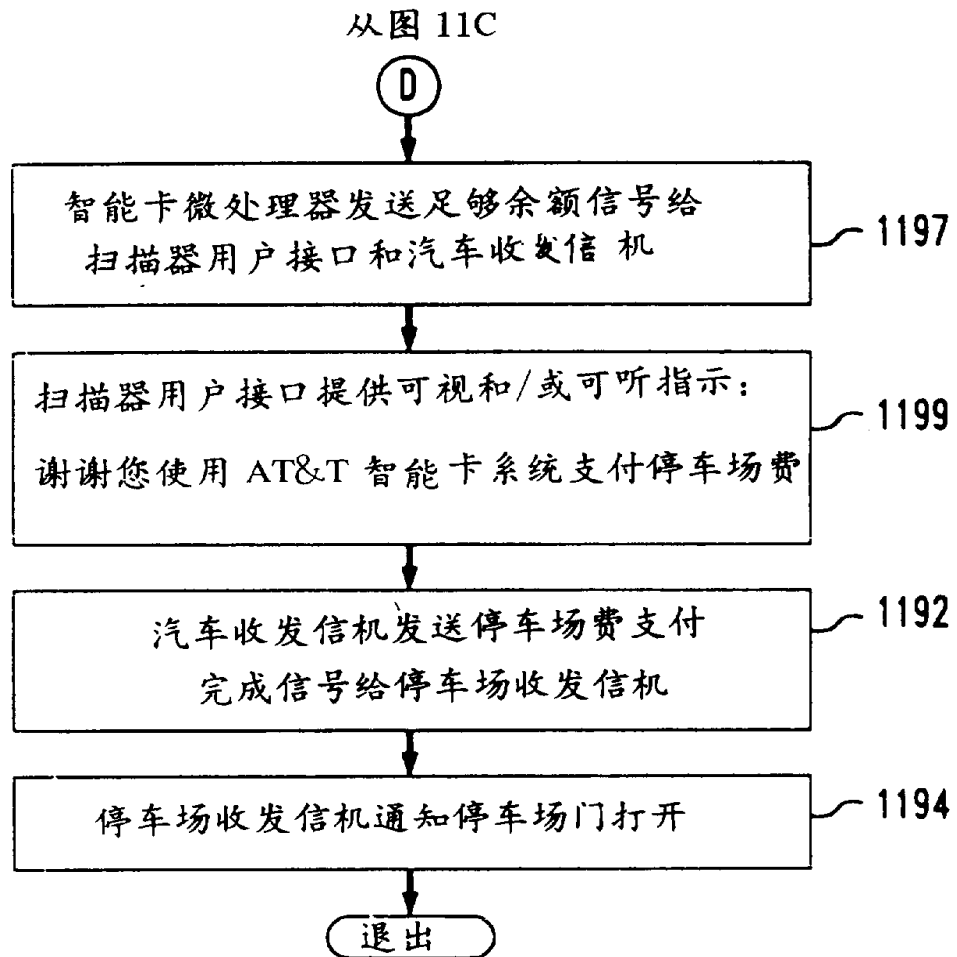 从图 11C
D
智能卡微处理器发送足够余额信号给
扫描器用户接口和汽车收发信机
1197
扫描器用户接口提供可视和/或可听指示：
谢谢您使用 AT&T 智能卡系统支付停车场费
1199
汽车收发信机发送停车场费支付
完成信号给停车场收发信机
1192
停车场收发信机通知停车场门打开
1194
退出